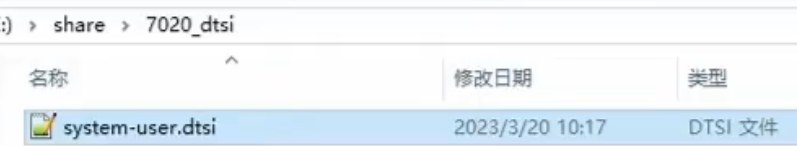 :) › share › 7020_dtsi
名称 修改日期 类型
system-user.dtsi 2023/3/20 10:17 DTSI 文件